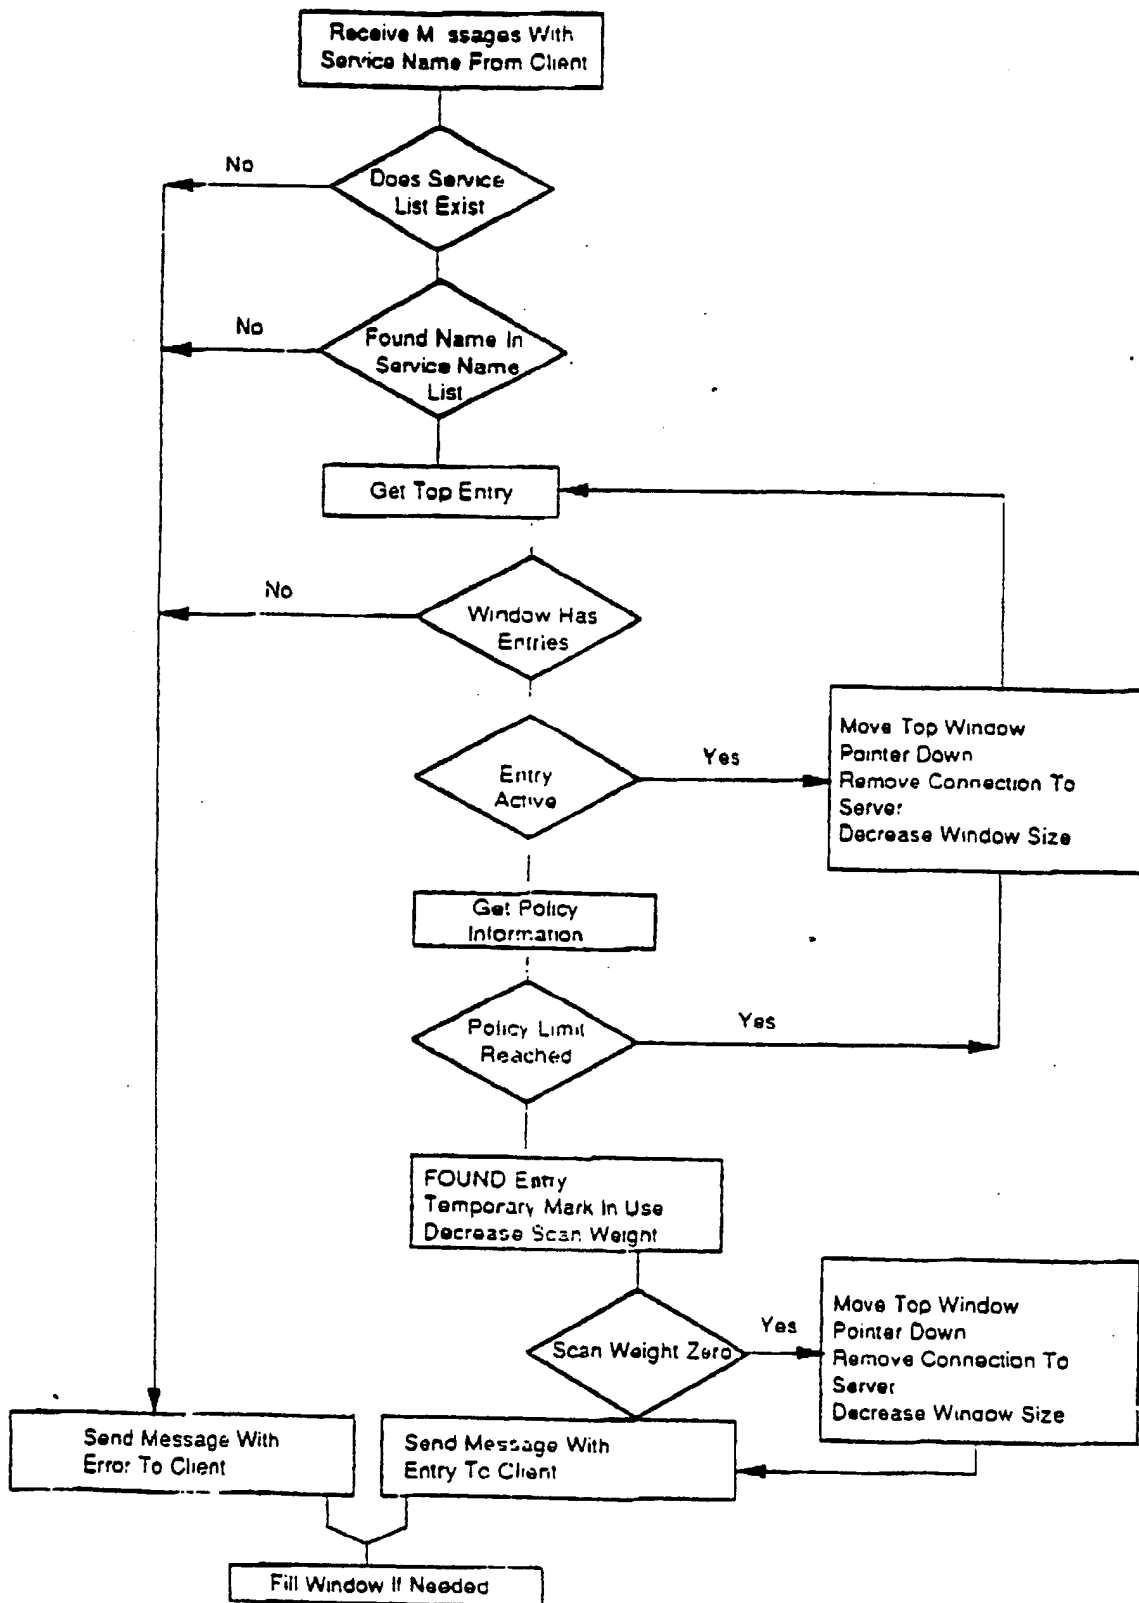 Receive M ssages With
Service Name From Client
No
Does Service
List Exist
No
Found Name In
Service Name
List
Get Top Entry
No
Window Has
Entries
Entry
Active
Yes
Move Top Window
Pointer Down
Remove Connection To
Server
Decrease Window Size
Get Policy
Information
Policy Limit
Reached
Yes
FOUND Entry
Temporary Mark In Use
Decrease Scan Weight
Scan Weight Zero
Yes
Move Top Window
Pointer Down
Remove Connection To
Server
Decrease Window Size
Send Message With
Error To Client
Send Message With
Entry To Client
Fill Window If Needed